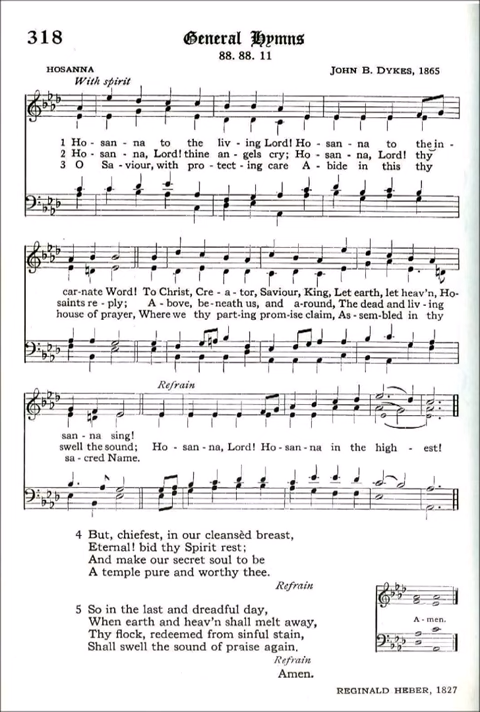 318 General Hymns
88. 88. 11
HOSANNA JOHN B. DYKES, 1865
With spirit
1 Ho - san - na to the liv - ing Lord! Ho - san - na to the in -
2 Ho - san - na, Lord! thine an - gels cry; Ho - san - na, Lord! thy
3 O Sa - viour, with pro - tect - ing care A - bide in this thy
car - nate Word! To Christ, Cre - a - tor, Saviour, King, Let earth, let heav'n, Ho-
saints re - ply; A - bove, be - neath us, and a - round, The dead and liv - ing
house of prayer, Where we thy part - ing prom - ise claim, As - sem - bled in thy
Refrain
san - na sing!
swell the sound; Ho - san - na, Lord! Ho - san - na in the high - est!
sa - cred Name.
4 But, chiefest, in our cleansèd breast,
Eternal! bid thy Spirit rest;
And make our secret soul to be
A temple pure and worthy thee.
Refrain
5 So in the last and dreadful day,
When earth and heav'n shall melt away,
Thy flock, redeemed from sinful stain,
Shall swell the sound of praise again.
Refrain
Amen.
A - men.
REGINALD HEBER, 1827